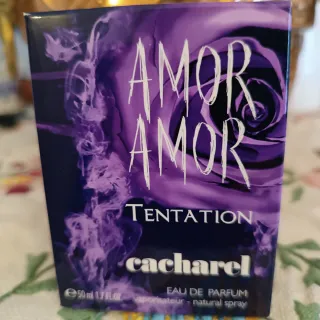 AMOR
AMOR
TENTATION
cacharel
EAU DE PARFUM
℮50 ml 1.7 fl.oz. vaporisateur - natural spray